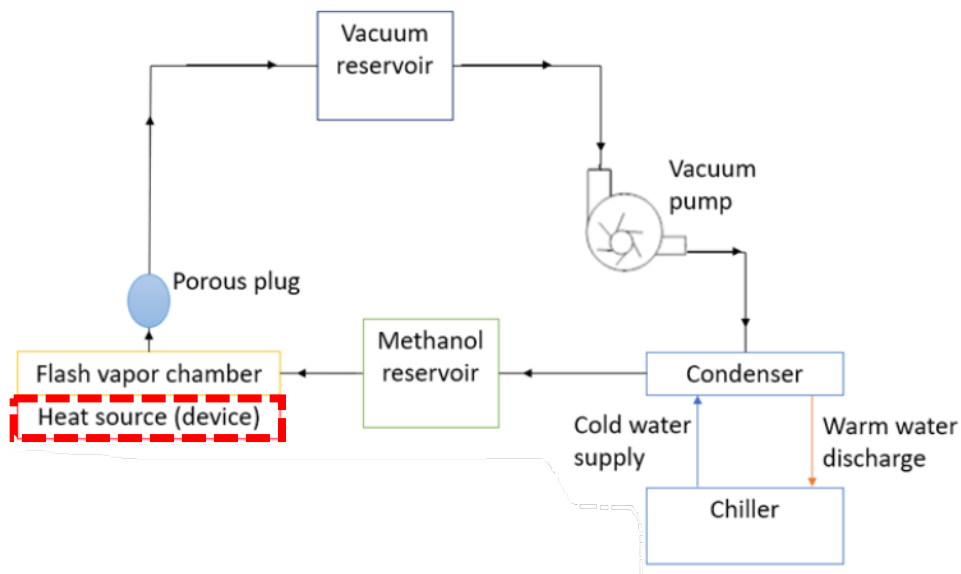 Vacuum
reservoir
Vacuum
pump
Porous plug
Methanol
reservoir
Flash vapor chamber
Condenser
Heat source (device)
Cold water
supply
Warm water
discharge
Chiller